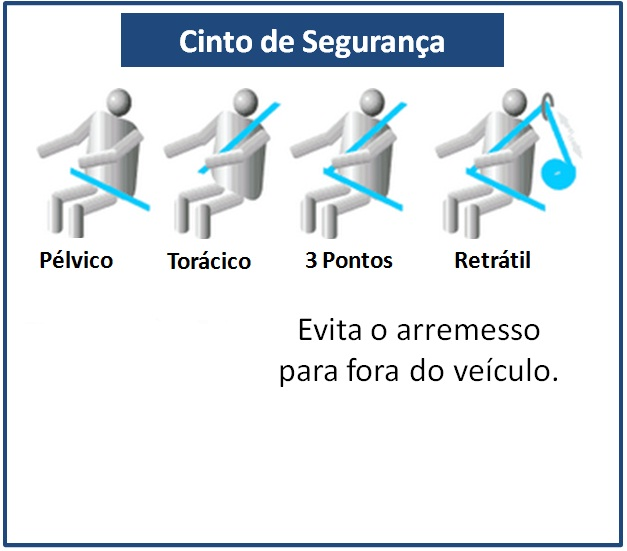 Cinto de Segurança
Pélvico Torácico 3 Pontos Retrátil
Evita o arremesso
para fora do veículo.